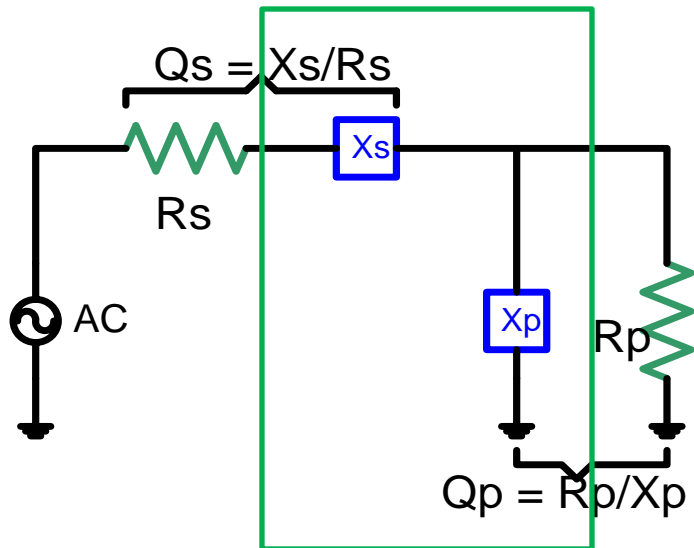 Qs = Xs/Rs
Xs
Rs
AC
Xp
Rp
Qp = Rp/Xp